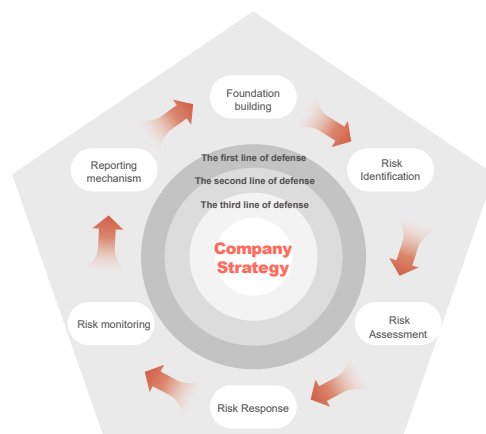 Foundation
building
Risk
Identification
Risk
Assessment
Risk Response
Risk monitoring
Reporting
mechanism
The first line of defense
The second line of defense
The third line of defense
Company
Strategy